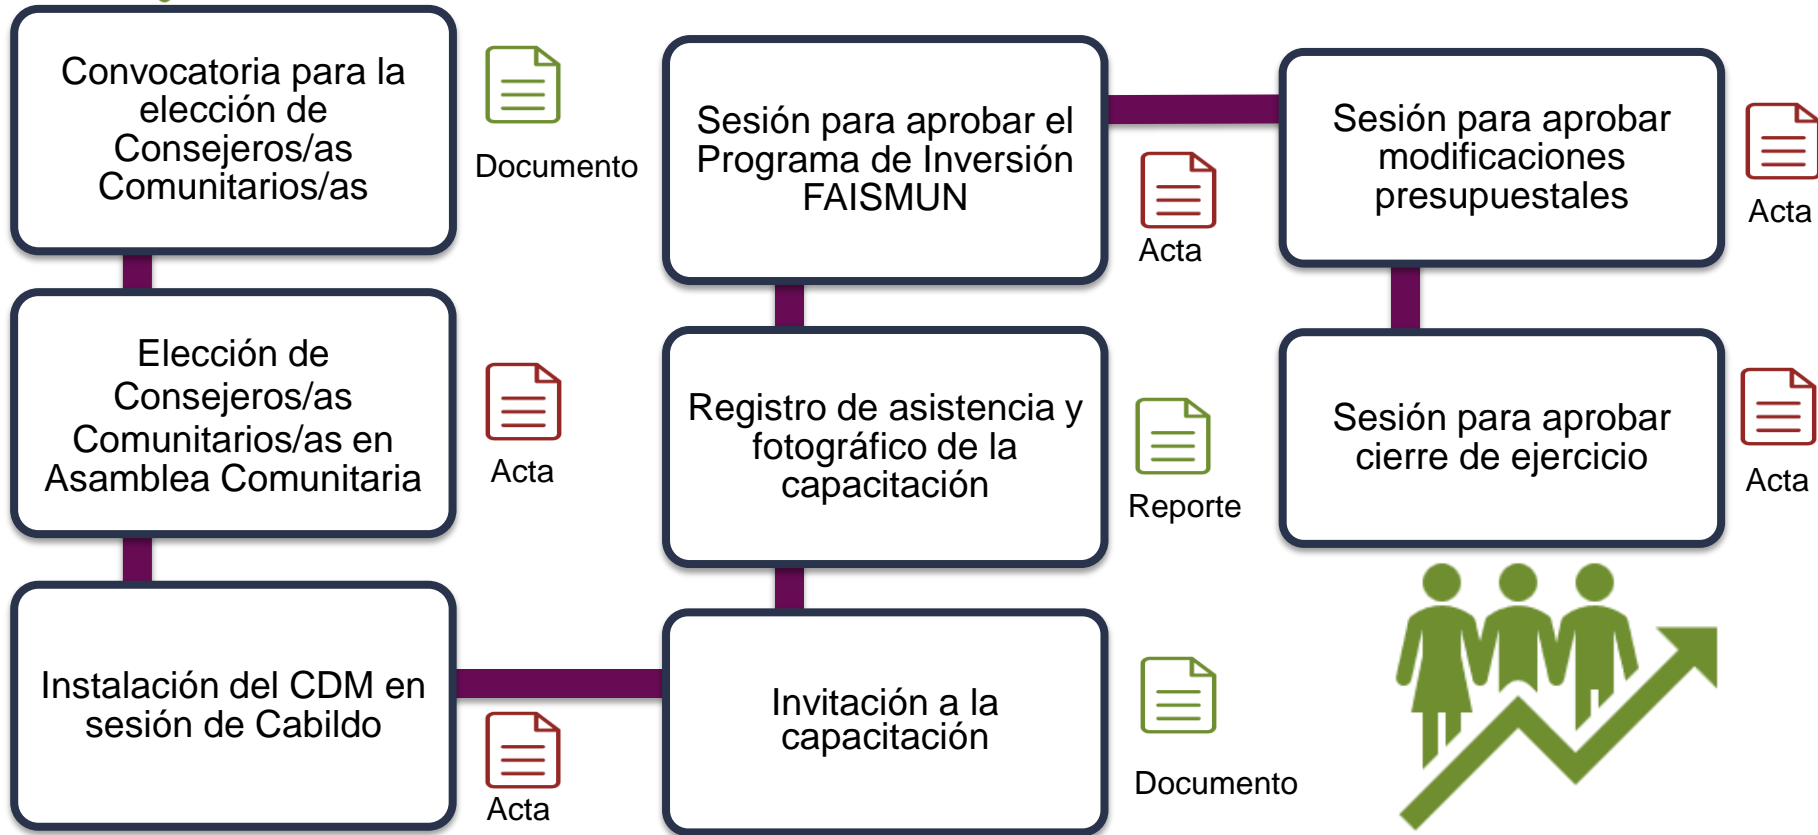 Convocatoria para la
elección de
Consejeros/as
Comunitarios/as
Documento
Elección de
Consejeros/as
Comunitarios/as en
Asamblea Comunitaria
Acta
Instalación del CDM en
sesión de Cabildo
Acta
Invitación a la
capacitación
Documento
Registro de asistencia y
fotográfico de la
capacitación
Reporte
Sesión para aprobar el
Programa de Inversión
FAISMUN
Acta
Sesión para aprobar
modificaciones
presupuestales
Acta
Sesión para aprobar
cierre de ejercicio
Acta